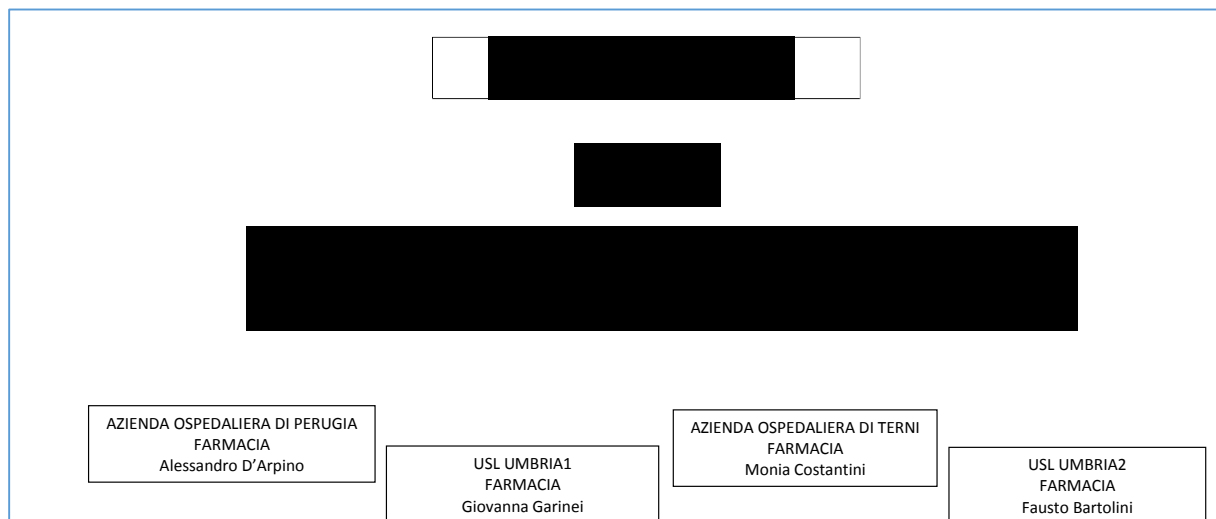 AZIENDA OSPEDALIERA DI PERUGIA
FARMACIA
Alessandro D’Arpino
USL UMBRIA1
FARMACIA
Giovanna Garinei
AZIENDA OSPEDALIERA DI TERNI
FARMACIA
Monia Costantini
USL UMBRIA2
FARMACIA
Fausto Bartolini